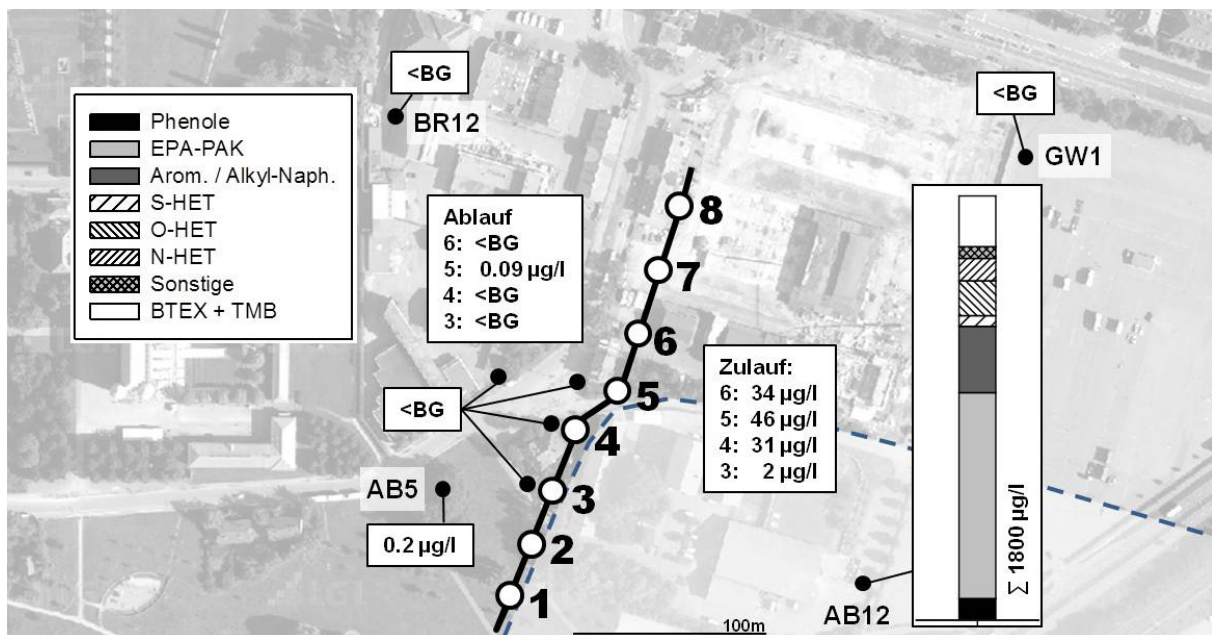 <BG
BR12
<BG
GW1
Phenole
EPA-PAK
Arom. / Alkyl-Naph.
S-HET
O-HET
N-HET
Sonstige
BTEX + TMB
Ablauf
6: <BG
5: 0.09 µg/l
4: <BG
3: <BG
8
7
6
5
4
3
2
1
<BG
Zulauf:
6: 34 µg/l
5: 46 µg/l
4: 31 µg/l
3: 2 µg/l
AB5
0.2 µg/l
AB12
∑ 1800 µg/l
100m